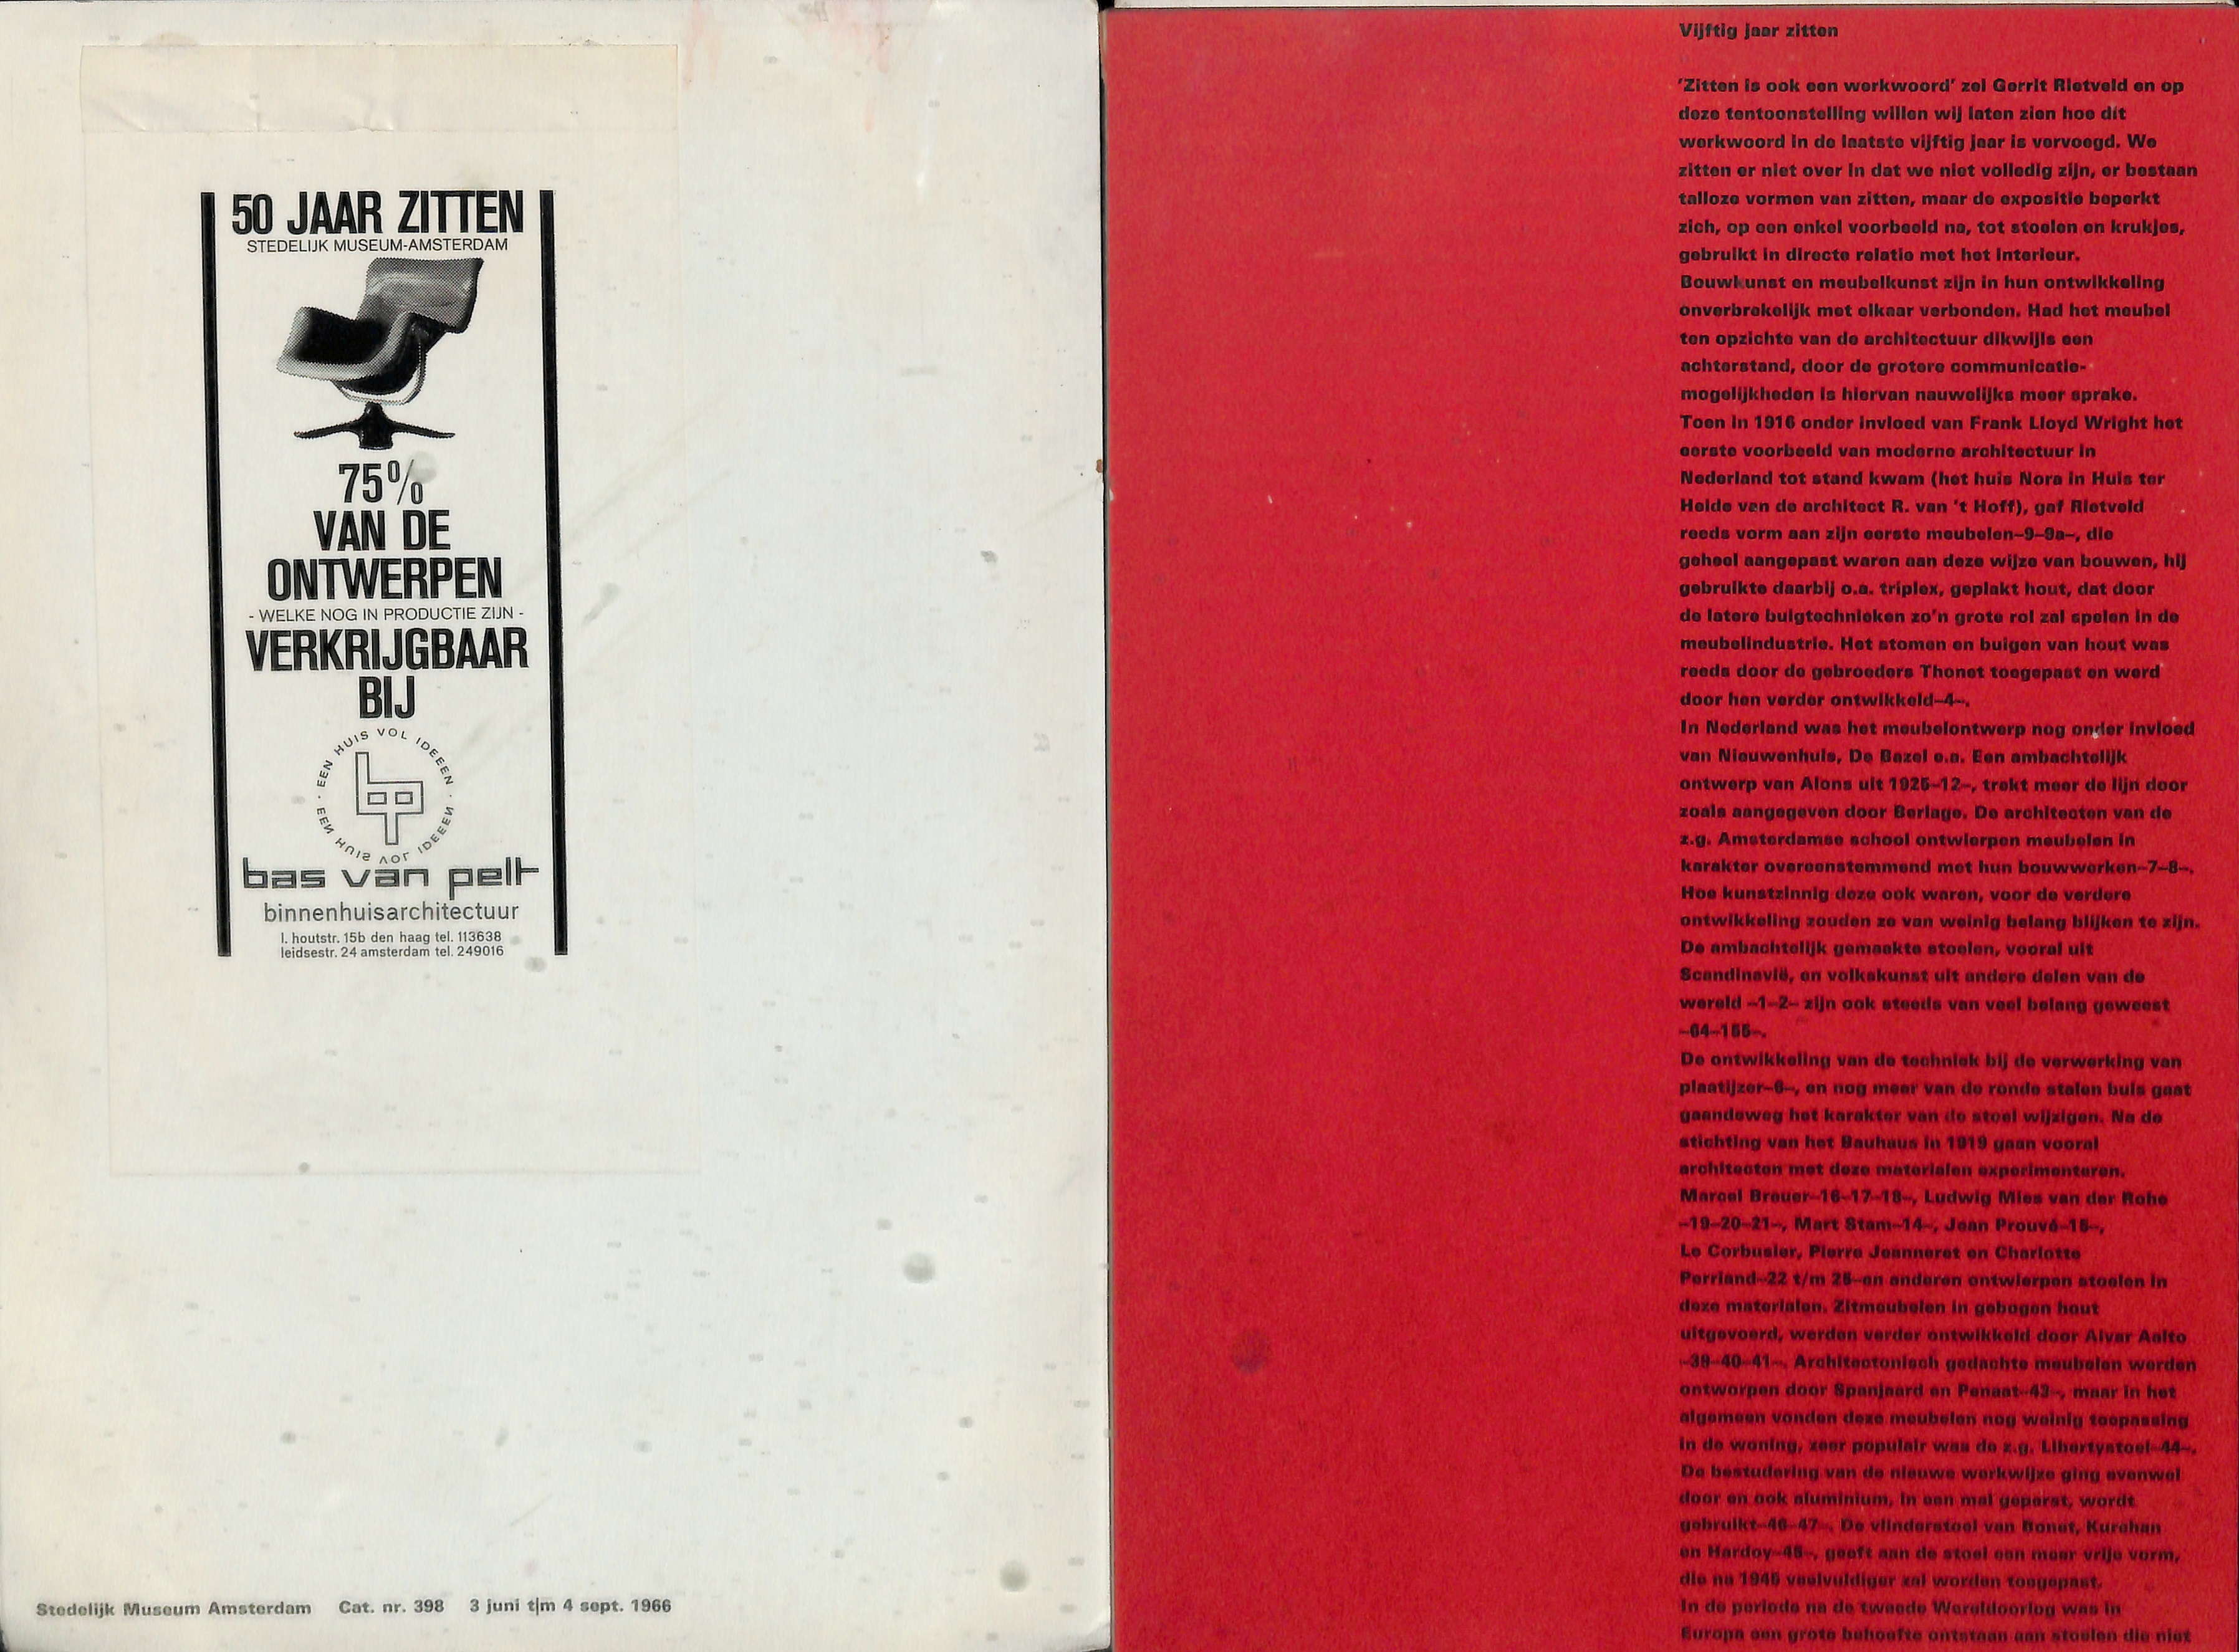 50 JAAR ZITTEN
STEDELIJK MUSEUM-AMSTERDAM
75%
VAN DE
ONTWERPEN
- WELKE NOG IN PRODUCTIE ZIJN -
VERKRIJGBAAR
BIJ
EEN HUIS VOL IDEEEN · EEN HUIS VOL IDEEEN ·
bp
bas van pelt
binnenhuisarchitectuur
l. houtstr. 15b den haag tel. 113638
leidsestr. 24 amsterdam tel. 249016
Stedelijk Museum Amsterdam Cat. nr. 398 3 juni t|m 4 sept. 1966
Vijftig jaar zitten
'Zitten is ook een werkwoord' zei Gerrit Rietveld en op
deze tentoonstelling willen wij laten zien hoe dit
werkwoord in de laatste vijftig jaar is vervoegd. We
zitten er niet over in dat we niet volledig zijn, er bestaan
talloze vormen van zitten, maar de expositie beperkt
zich, op een enkel voorbeeld na, tot stoelen en krukjes,
gebruikt in directe relatie met het interieur.
Bouwkunst en meubelkunst zijn in hun ontwikkeling
onverbrekelijk met elkaar verbonden. Had het meubel
ten opzichte van de architectuur dikwijls een
achterstand, door de grotere communicatie-
mogelijkheden is hiervan nauwelijks meer sprake.
Toen in 1916 onder invloed van Frank Lloyd Wright het
eerste voorbeeld van moderne architectuur in
Nederland tot stand kwam (het huis Nora in Huis ter
Heide van de architect R. van 't Hoff), gaf Rietveld
reeds vorm aan zijn eerste meubelen–9–9a–, die
geheel aangepast waren aan deze wijze van bouwen, hij
gebruikte daarbij o.a. triplex, geplakt hout, dat door
de latere buigtechnieken zo'n grote rol zal spelen in de
meubelindustrie. Het stomen en buigen van hout was
reeds door de gebroeders Thonet toegepast en werd
door hen verder ontwikkeld–4–.
In Nederland was het meubelontwerp nog onder invloed
van Nieuwenhuis, De Bazel e.a. Een ambachtelijk
ontwerp van Alons uit 1925–12–, trekt meer de lijn door
zoals aangegeven door Berlage. De architecten van de
z.g. Amsterdamse school ontwierpen meubelen in
karakter overeenstemmend met hun bouwwerken–7–8–.
Hoe kunstzinnig deze ook waren, voor de verdere
ontwikkeling zouden ze van weinig belang blijken te zijn.
De ambachtelijk gemaakte stoelen, vooral uit
Scandinavië, en volkskunst uit andere delen van de
wereld –1–2– zijn ook steeds van veel belang geweest
–64–155–.
De ontwikkeling van de techniek bij de verwerking van
plaatijzer–6–, en nog meer van de ronde stalen buis gaat
gaandeweg het karakter van de stoel wijzigen. Na de
stichting van het Bauhaus in 1919 gaan vooral
architecten met deze materialen experimenteren.
Marcel Breuer–16–17–18–, Ludwig Mies van der Rohe
–19–20–21–, Mart Stam–14–, Jean Prouvé–15–,
Le Corbusier, Pierre Jeanneret en Charlotte
Perriand–22 t/m 25–en anderen ontwierpen stoelen in
deze materialen. Zitmeubelen in gebogen hout
uitgevoerd, werden verder ontwikkeld door Alvar Aalto
–39–40–41–. Architectonisch gedachte meubelen werden
ontworpen door Spanjaard en Penaat–43–, maar in het
algemeen vonden deze meubelen nog weinig toepassing
in de woning, zeer populair was de z.g. Libertystoel–44–.
De bestudering van de nieuwe werkwijze ging evenwel
door en ook aluminium, in een mal geperst, wordt
gebruikt–46–47–. De vlinderstoel van Bonet, Kurchan
en Hardoy–45–, geeft aan de stoel een meer vrije vorm,
die na 1945 veelvuldiger zal worden toegepast.
In de periode na de tweede Wereldoorlog was in
Europa een grote behoefte ontstaan aan stoelen die niet